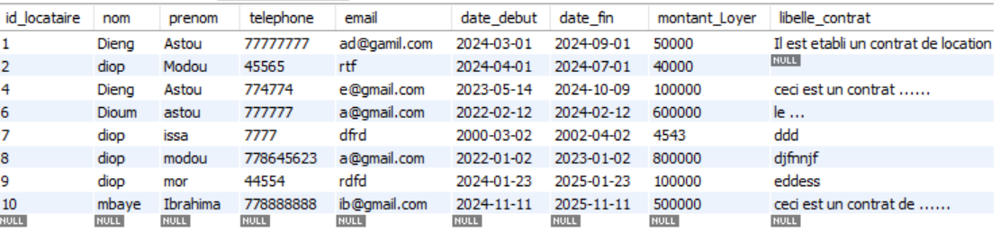 id_locataire nom prenom telephone email date_debut date_fin montant_Loyer libelle_contrat
1 Dieng Astou 77777777 ad@gamil.com 2024-03-01 2024-09-01 50000 Il est etabli un contrat de location
2 diop Modou 45565 rtf 2024-04-01 2024-07-01 40000 NULL
4 Dieng Astou 774774 e@gmail.com 2023-05-14 2024-10-09 100000 ceci est un contrat ......
6 Dioum astou 777777 a@gmail.com 2022-02-12 2024-02-12 600000 le ...
7 diop issa 7777 dfrd 2000-03-02 2002-04-02 4543 ddd
8 diop modou 778645623 a@gmail.com 2022-01-02 2023-01-02 800000 djfnnjf
9 diop mor 44554 rdfd 2024-01-23 2025-01-23 100000 eddess
10 mbaye Ibrahima 778888888 ib@gmail.com 2024-11-11 2025-11-11 500000 ceci est un contrat de ......
NULL NULL NULL NULL NULL NULL NULL NULL NULL